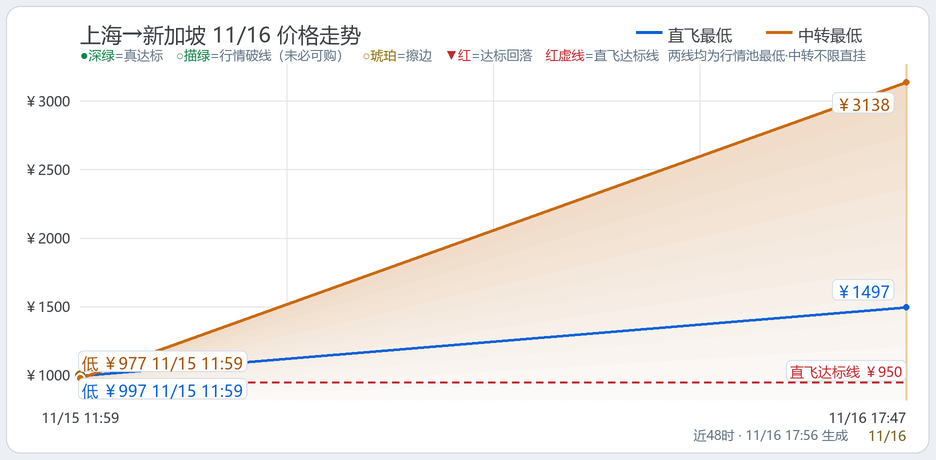 上海→新加坡 11/16 价格走势
直飞最低 中转最低
●深绿=真达标 ○描绿=行情破线（未必可购） ○琥珀=擦边 ▼红=达标回落 红虚线=直飞达标线 两线均为行情池最低·中转不限直挂
¥3000
¥3138
¥2500
¥2000
¥1500
¥1497
¥1000
低 ¥977 11/15 11:59
直飞达标线 ¥950
低 ¥997 11/15 11:59
11/15 11:59
11/16 17:47
近48时 · 11/16 17:56 生成
11/16